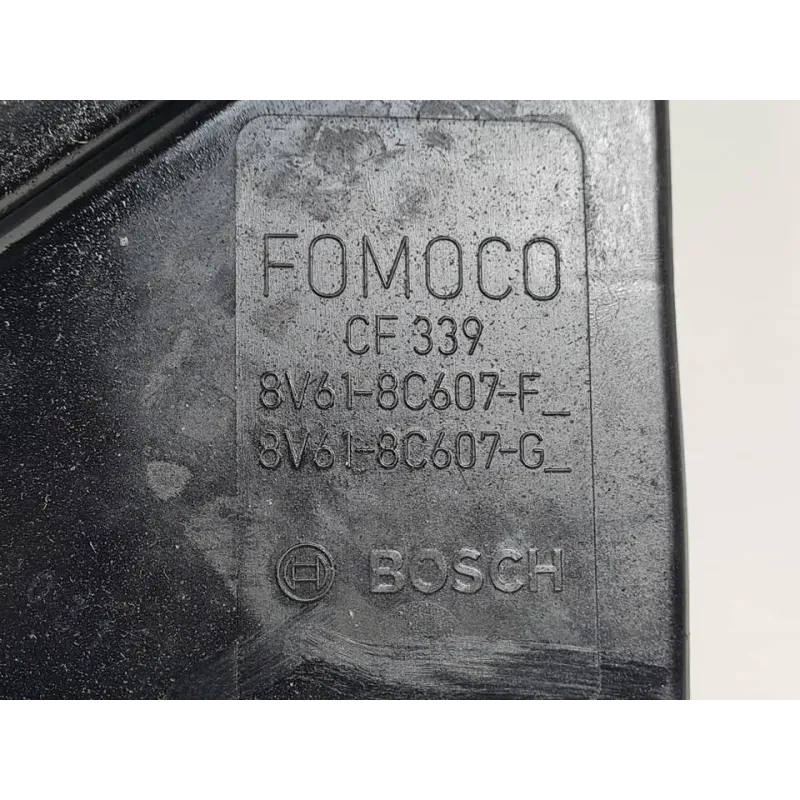 FOMOCO
CF 339
8V61-8C607-F_
8V61-8C607-G_
BOSCH